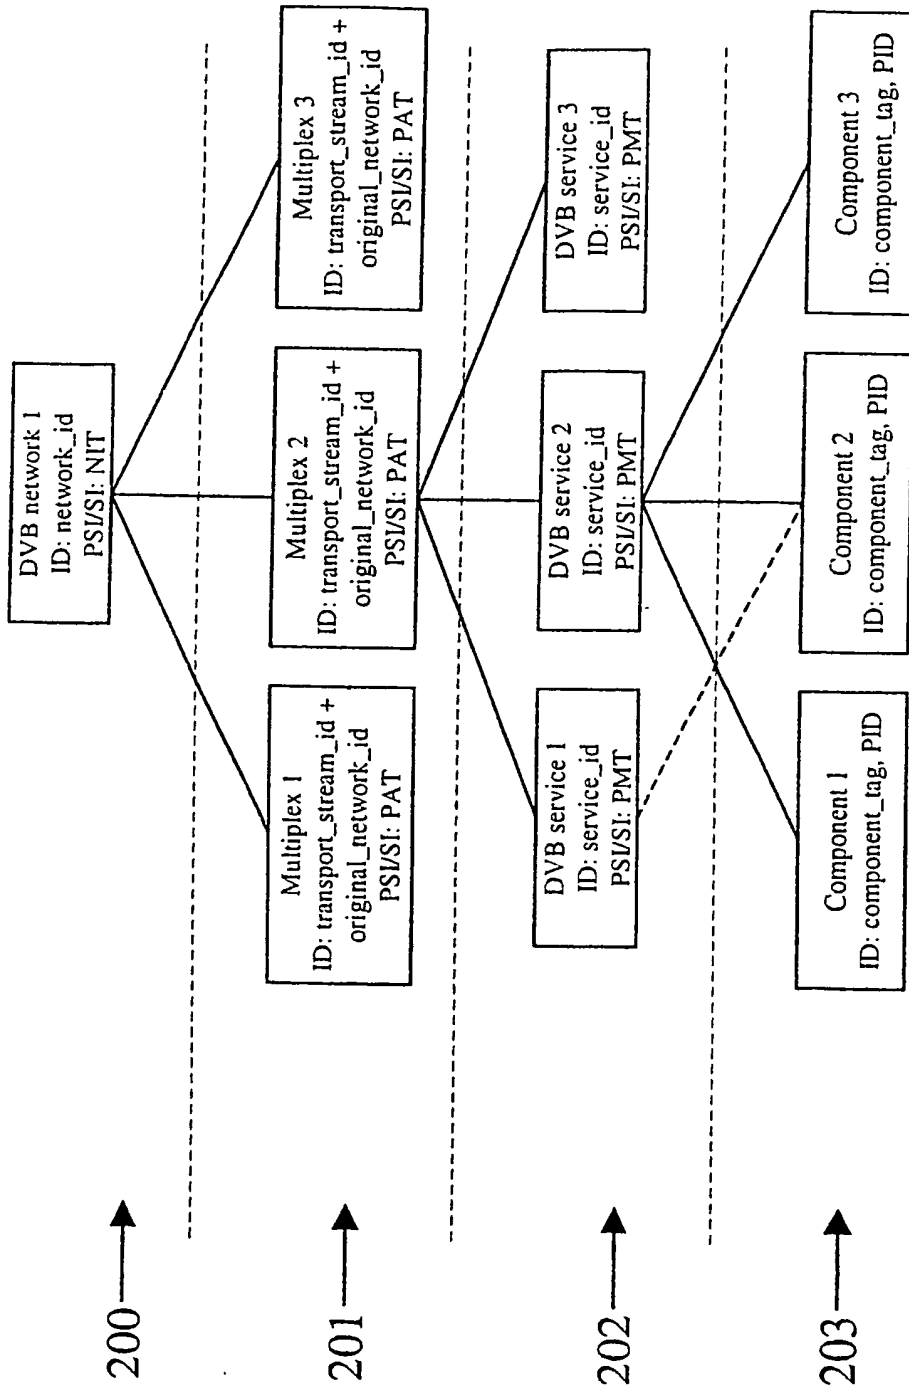 200
DVB network 1
ID: network_id
PSI/SI: NIT
201
Multiplex 1
ID: transport_stream_id +
original_network_id
PSI/SI: PAT
Multiplex 2
ID: transport_stream_id +
original_network_id
PSI/SI: PAT
Multiplex 3
ID: transport_stream_id +
original_network_id
PSI/SI: PAT
202
DVB service 1
ID: service_id
PSI/SI: PMT
DVB service 2
ID: service_id
PSI/SI: PMT
DVB service 3
ID: service_id
PSI/SI: PMT
203
Component 1
ID: component_tag, PID
Component 2
ID: component_tag, PID
Component 3
ID: component_tag, PID